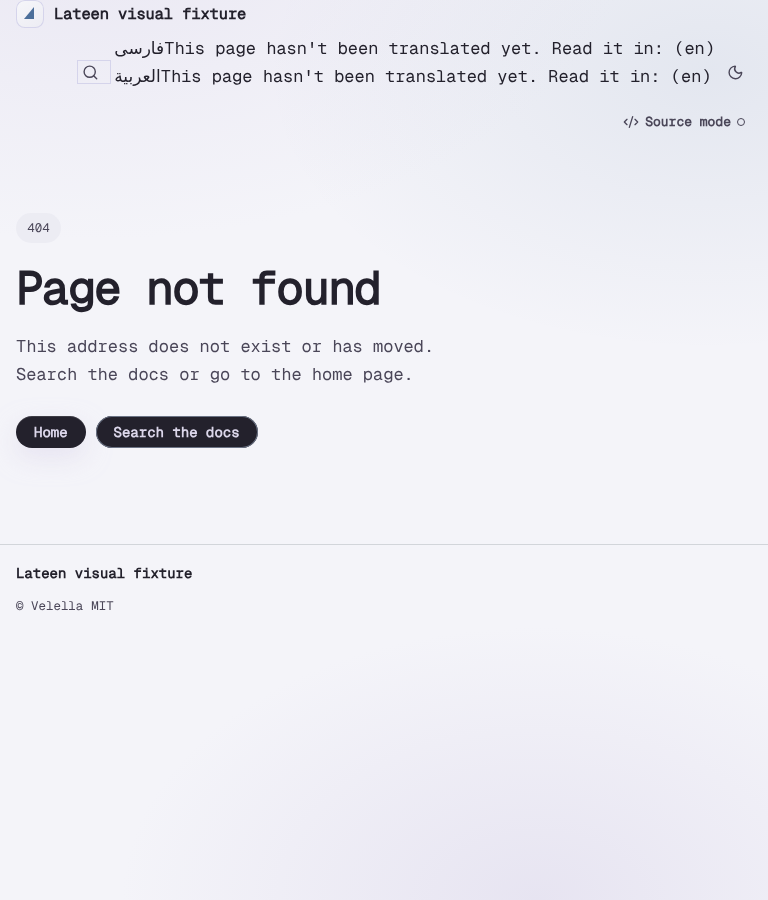 Lateen visual fixture
فارسیThis page hasn't been translated yet. Read it in: (en)
العربيةThis page hasn't been translated yet. Read it in: (en)
Source mode
404
Page not found
This address does not exist or has moved.
Search the docs or go to the home page.
Home
Search the docs
Lateen visual fixture
© Velella MIT